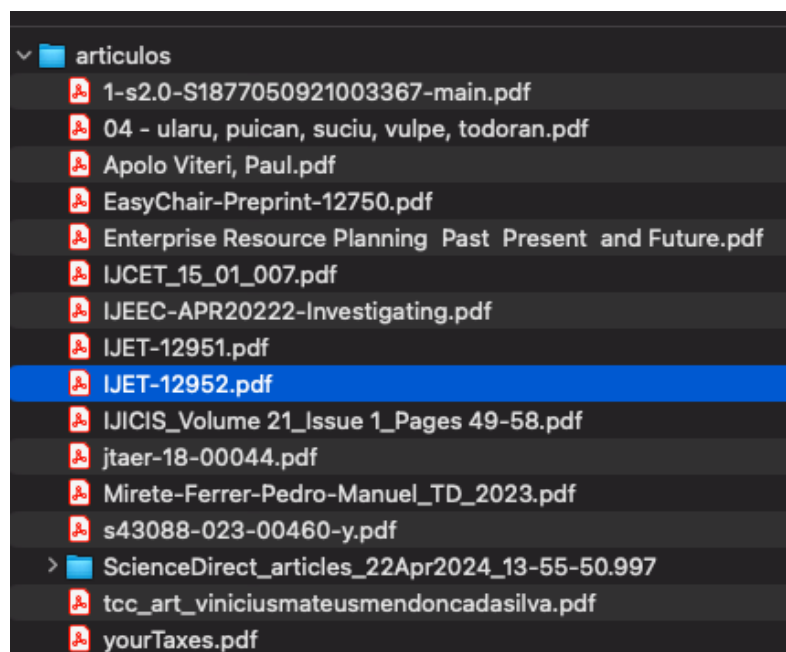 articulos
1-s2.0-S1877050921003367-main.pdf
04 - ularu, puican, suciu, vulpe, todoran.pdf
Apolo Viteri, Paul.pdf
EasyChair-Preprint-12750.pdf
Enterprise Resource Planning  Past  Present  and Future.pdf
IJCET_15_01_007.pdf
IJEEC-APR20222-Investigating.pdf
IJET-12951.pdf
IJET-12952.pdf
IJICIS_Volume 21_Issue 1_Pages 49-58.pdf
jtaer-18-00044.pdf
Mirete-Ferrer-Pedro-Manuel_TD_2023.pdf
s43088-023-00460-y.pdf
ScienceDirect_articles_22Apr2024_13-55-50.997
tcc_art_viniciusmateusmendoncadasilva.pdf
yourTaxes.pdf